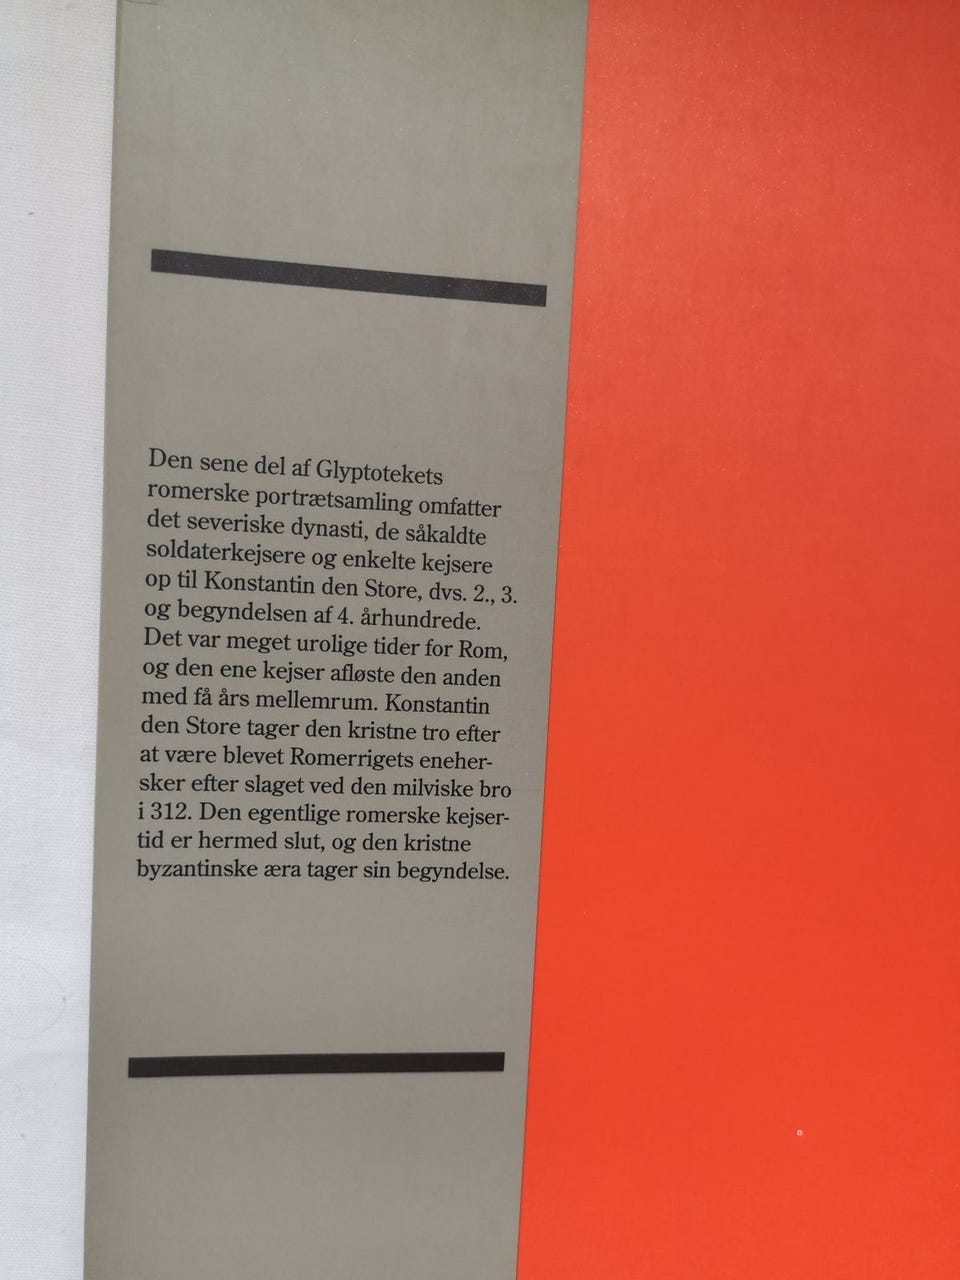 Den sene del af Glyptotekets
romerske portrætsamling omfatter
det severiske dynasti, de såkaldte
soldaterkejsere og enkelte kejsere
op til Konstantin den Store, dvs. 2., 3.
og begyndelsen af 4. århundrede.
Det var meget urolige tider for Rom,
og den ene kejser afløste den anden
med få års mellemrum. Konstantin
den Store tager den kristne tro efter
at være blevet Romerrigets eneher-
sker efter slaget ved den milviske bro
i 312. Den egentlige romerske kejser-
tid er hermed slut, og den kristne
byzantinske æra tager sin begyndelse.